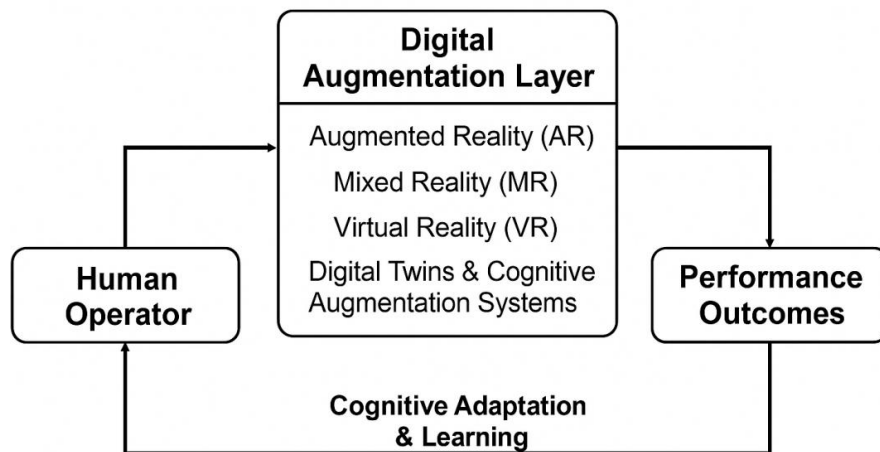 Digital
Augmentation Layer
Augmented Reality (AR)
Mixed Reality (MR)
Virtual Reality (VR)
Digital Twins & Cognitive
Augmentation Systems
Human
Operator
Performance
Outcomes
Cognitive Adaptation
& Learning